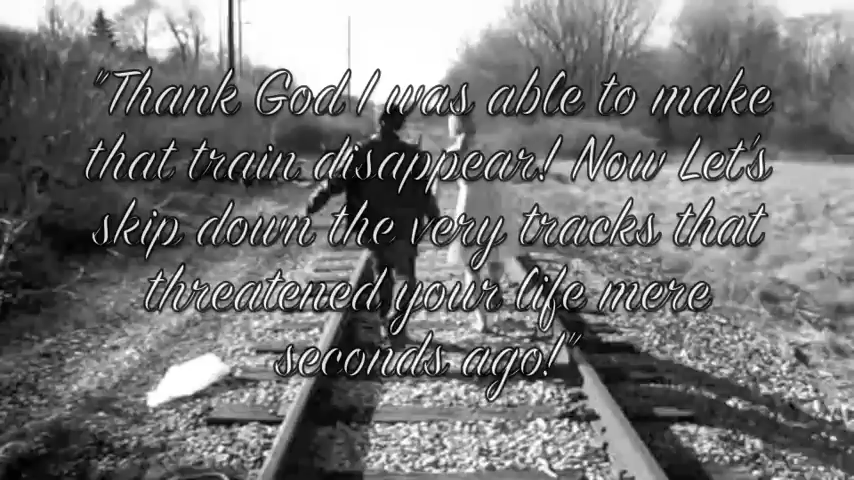 "Thank God I was able to make
that train disappear! Now Let's
skip down the very tracks that
threatened your life mere
seconds ago!"